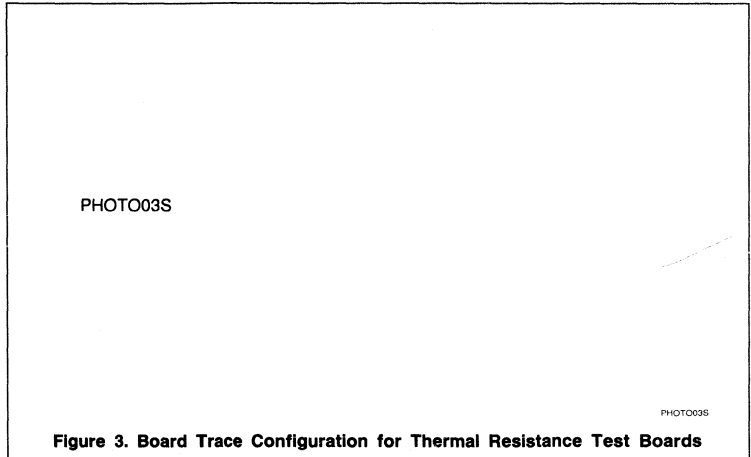 PHOTO03S
PHOTO03S
Figure 3. Board Trace Configuration for Thermal Resistance Test Boards